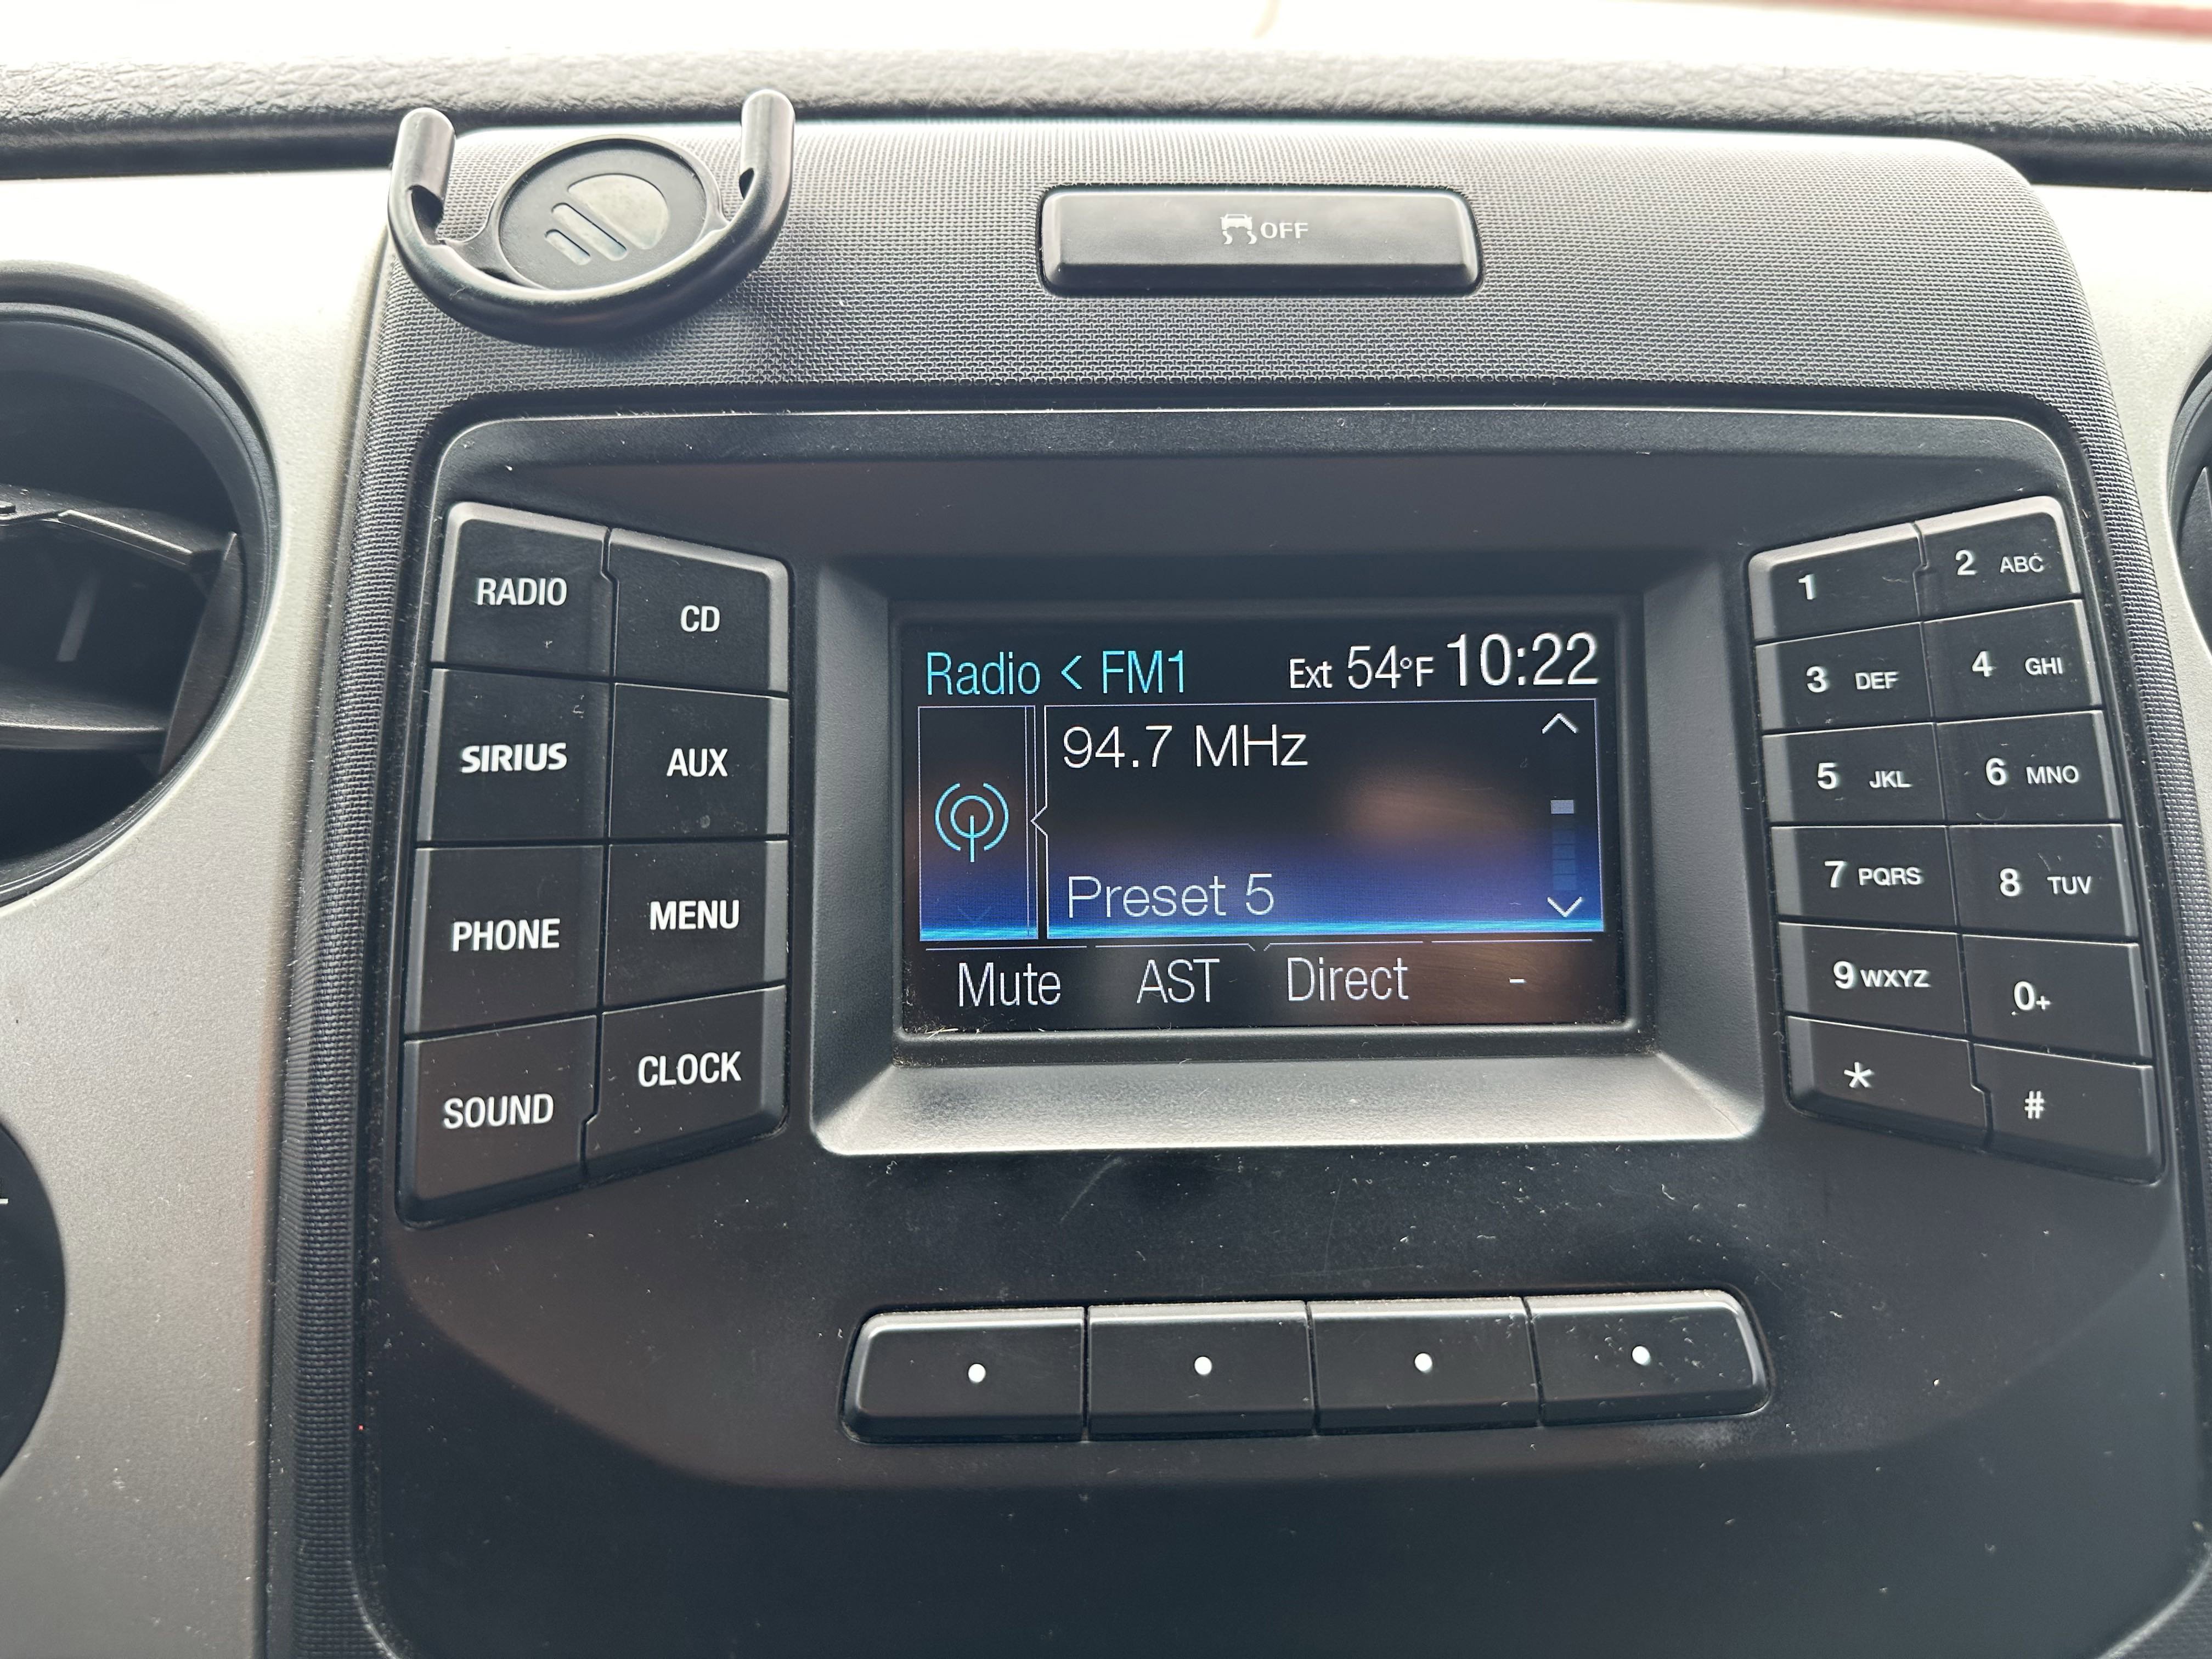 OFF
RADIO
CD
SIRIUS
AUX
PHONE
MENU
SOUND
CLOCK
Radio < FM1 Ext 54°F 10:22
94.7 MHz
Preset 5
Mute AST Direct -
1
2 ABC
3 DEF
4 GHI
5 JKL
6 MNO
7 PQRS
8 TUV
9 WXYZ
0+
*
#